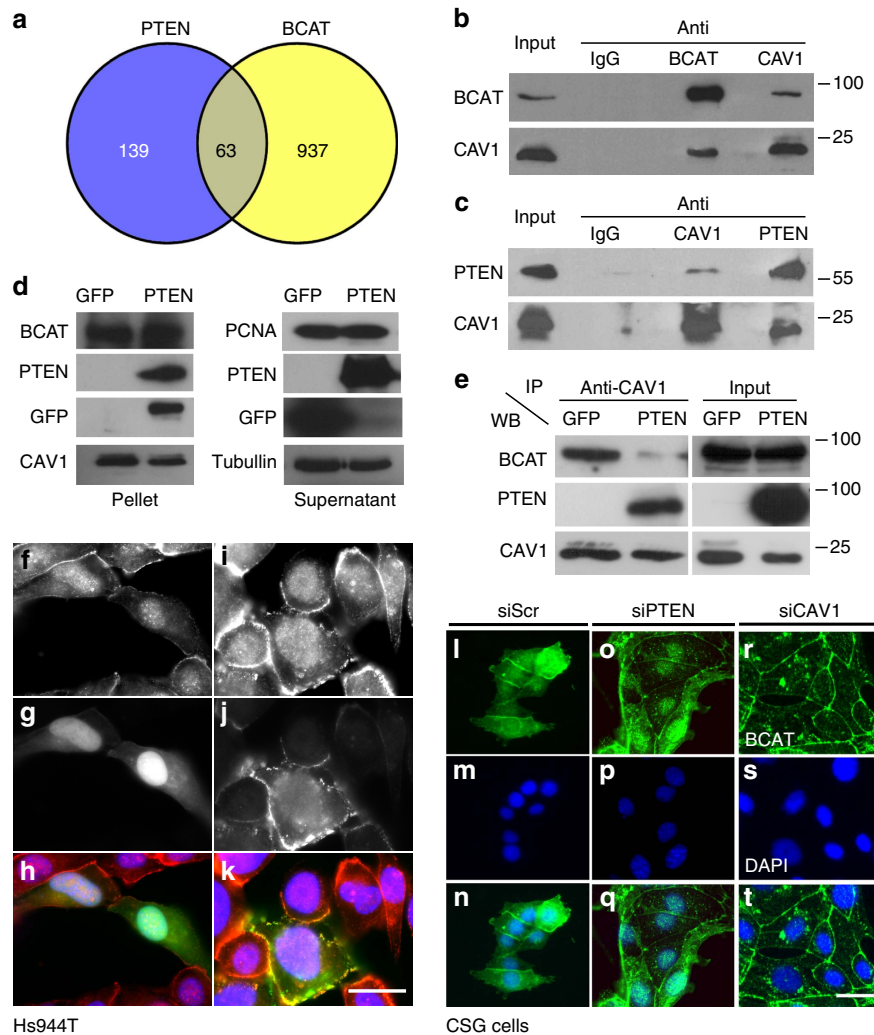 a
PTEN BCAT
139 63 937
b
Input Anti
IgG BCAT CAV1
BCAT –100
CAV1 –25
c
Input Anti
IgG CAV1 PTEN
PTEN –55
CAV1 –25
d
GFP PTEN
BCAT
PTEN
GFP
CAV1
Pellet
GFP PTEN
PCNA
PTEN
GFP
Tubullin
Supernatant
e
IP Anti-CAV1 Input
WB GFP PTEN GFP PTEN
BCAT –100
PTEN –100
CAV1 –25
f i
g j
h k
Hs944T
siScr siPTEN siCAV1
l o r
BCAT
m p s
DAPI
n q t
CSG cells